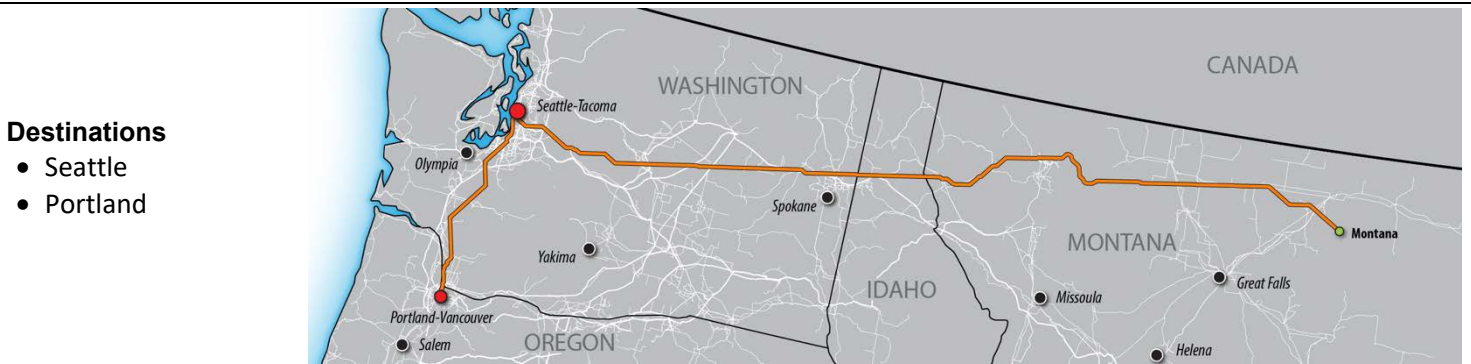 Destinations
• Seattle
• Portland
CANADA
WASHINGTON
Seattle-Tacoma
Olympia
Spokane
Montana
MONTANA
Yakima
IDAHO
Great Falls
Missoula
Portland-Vancouver
OREGON
Salem
Helena